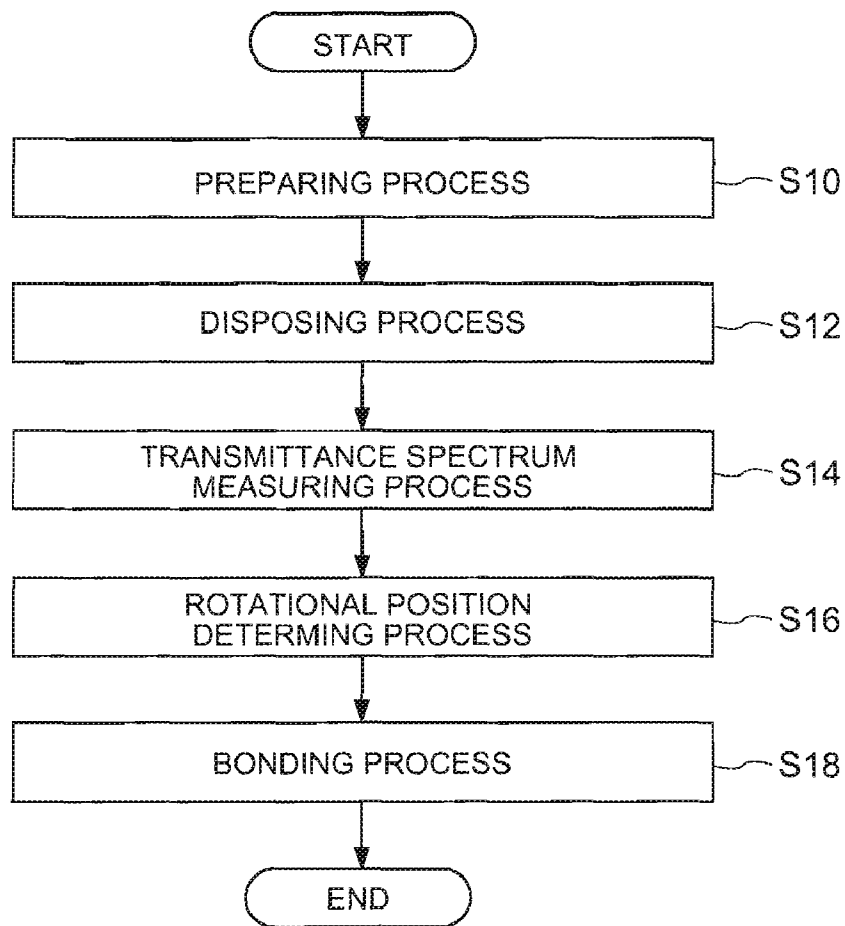 START
PREPARING PROCESS
S10
DISPOSING PROCESS
S12
TRANSMITTANCE SPECTRUM
MEASURING PROCESS
S14
ROTATIONAL POSITION
DETERMING PROCESS
S16
BONDING PROCESS
S18
END